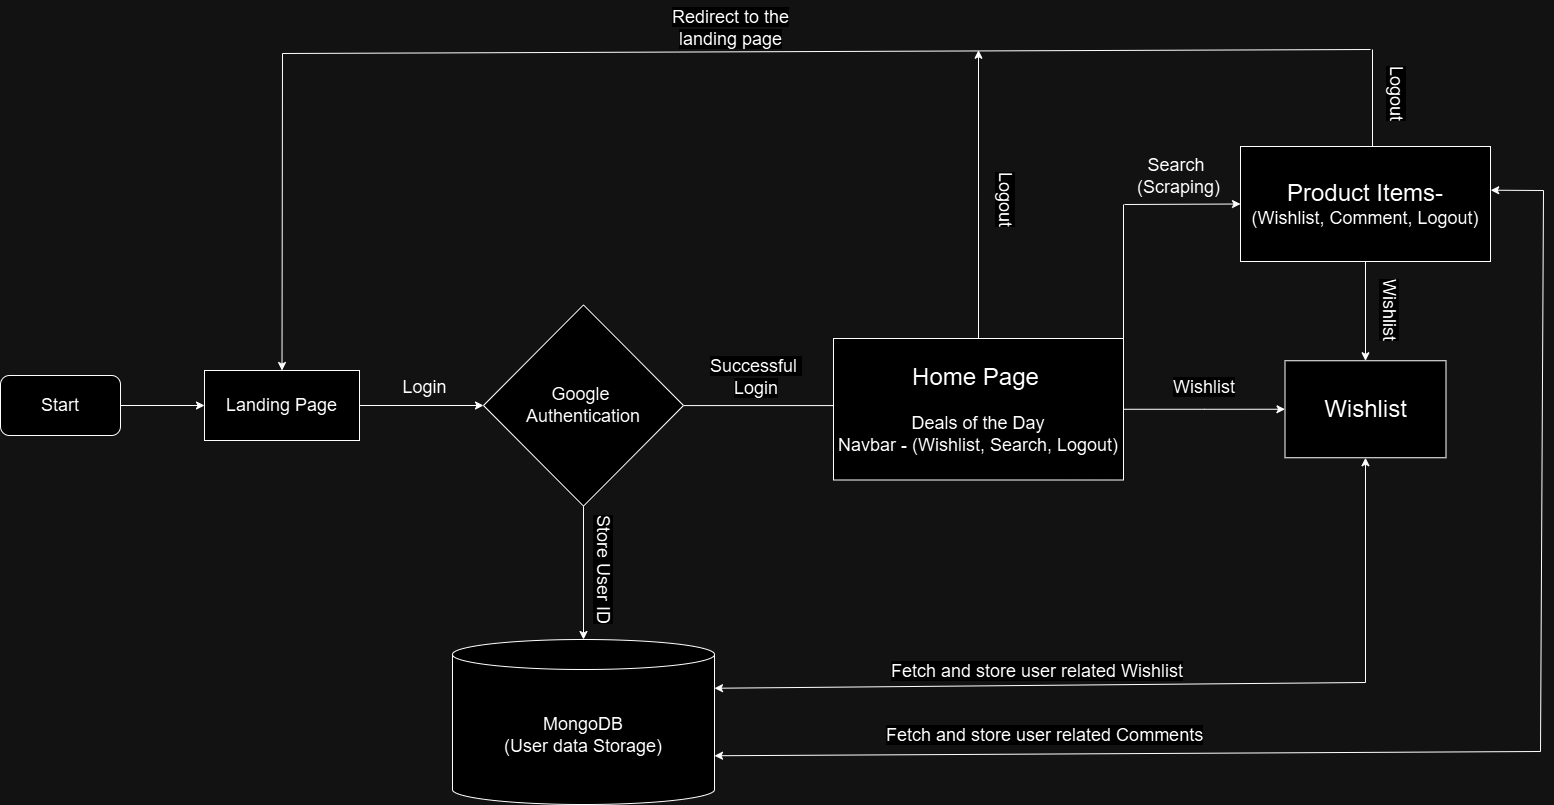 Redirect to the
landing page
Logout
Search
(Scraping)
Logout
Product Items-
(Wishlist, Comment, Logout)
Wishlist
Start
Landing Page
Login
Google
Authentication
Successful
Login
Home Page
Deals of the Day
Navbar - (Wishlist, Search, Logout)
Wishlist
Wishlist
Store User ID
Fetch and store user related Wishlist
MongoDB
(User data Storage)
Fetch and store user related Comments